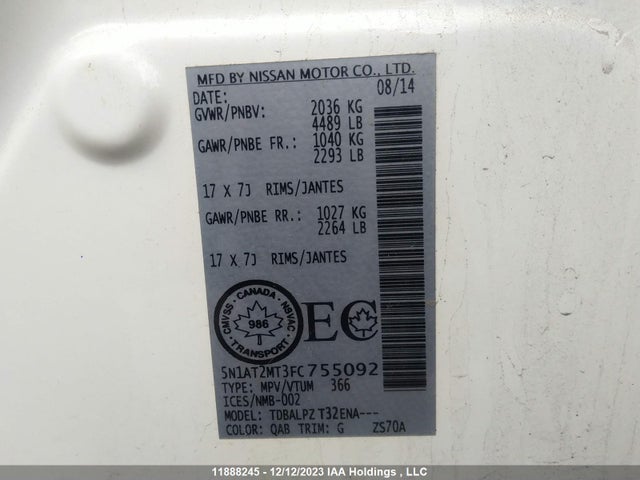 MFD BY NISSAN MOTOR CO., LTD.
DATE: 08/14
GVWR/PNBV: 2036 KG
4489 LB
GAWR/PNBE FR.: 1040 KG
2293 LB
17 X 7J RIMS/JANTES
GAWR/PNBE RR.: 1027 KG
2264 LB
17 X 7J RIMS/JANTES
CMVSS · CANADA · NSVAC · TRANSPORT
986
EC
5N1AT2MT3FC755092
TYPE: MPV/VTUM 366
ICES/NMB-002
MODEL: TDBALPZ T32ENA---
COLOR: QAB TRIM: G ZS70A
11888245 - 12/12/2023 IAA Holdings , LLC